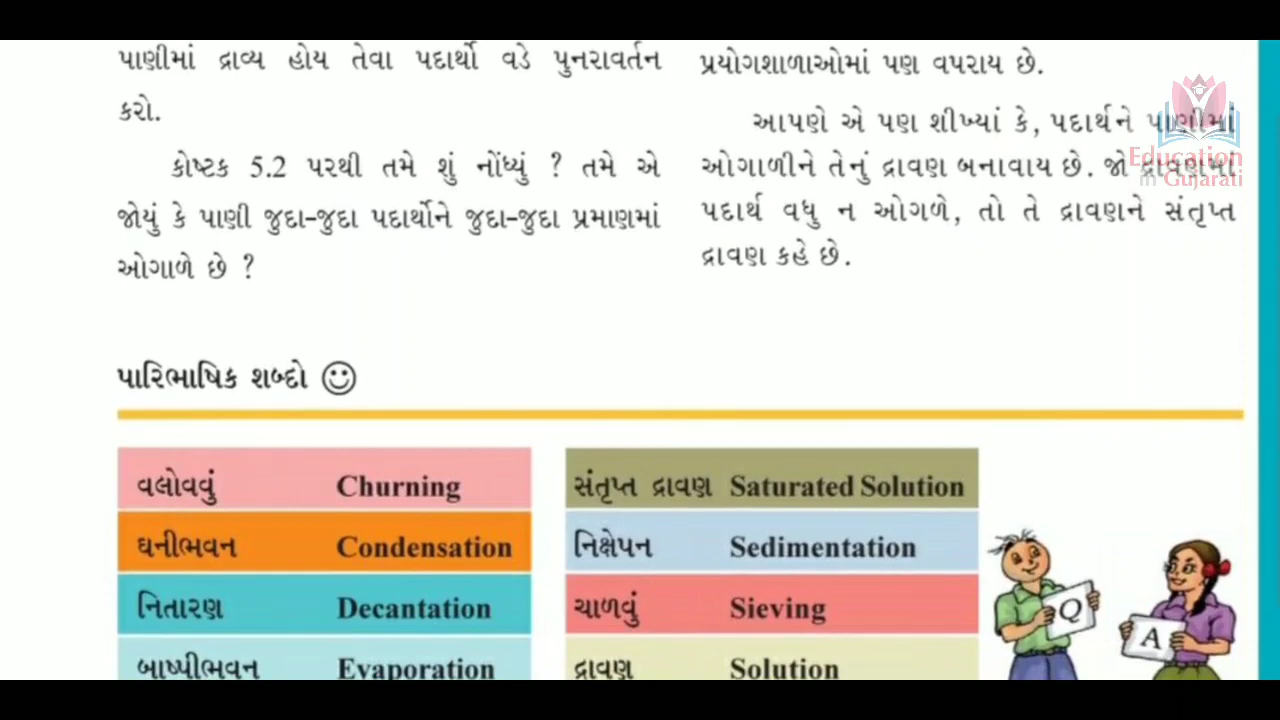 પાણીમાં દ્રાવ્ય હોય તેવા પદાર્થો વડે પુનરાવર્તન
કરો.
કોષ્ટક 5.2 પરથી તમે શું નોંધ્યું ? તમે એ
જોયું કે પાણી જુદા-જુદા પદાર્થોને જુદા-જુદા પ્રમાણમાં
ઓગાળે છે ?
પ્રયોગશાળાઓમાં પણ વપરાય છે.
આપણે એ પણ શીખ્યાં કે, પદાર્થને પાણીમાં
ઓગાળીને તેનું દ્રાવણ બનાવાય છે. જો દ્રાવણમાં
પદાર્થ વધુ ન ઓગળે, તો તે દ્રાવણને સંતૃપ્ત
દ્રાવણ કહે છે.
Education
in Gujarati
પારિભાષિક શબ્દો
વલોવવું Churning
ઘનીભવન Condensation
નિતારણ Decantation
બાષ્પીભવન Evaporation
સંતૃપ્ત દ્રાવણ Saturated Solution
નિક્ષેપન Sedimentation
ચાળવું Sieving
દ્રાવણ Solution
Q
A